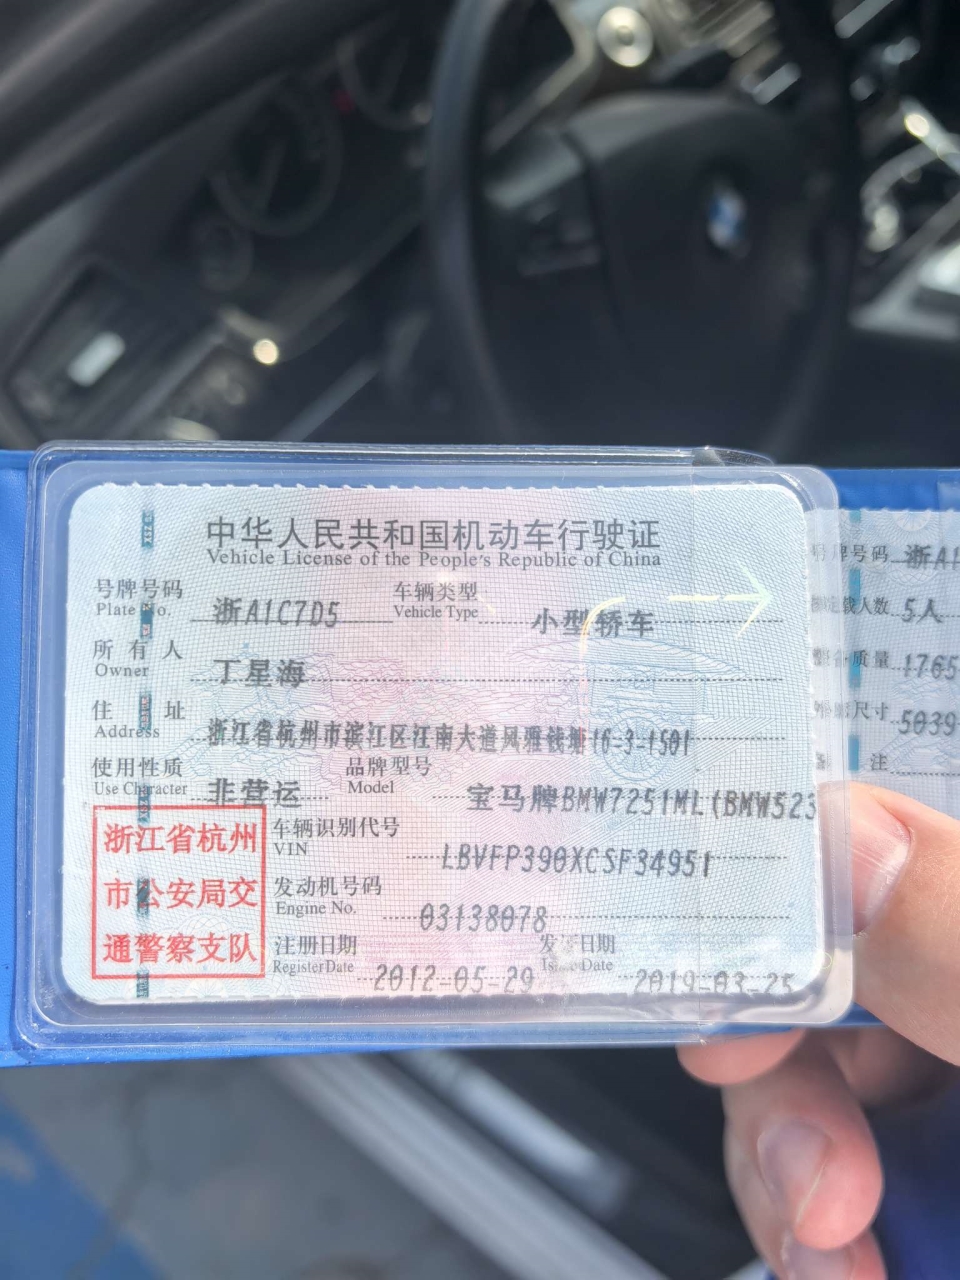 中华人民共和国机动车行驶证
Vehicle License of the People's Republic of China
号牌号码 浙A1C7D5 车辆类型 小型轿车
Plate No. Vehicle Type
所有人 丁星海
Owner
住址 浙江省杭州市滨江区江南大道风雅钱塘16-3-1501
Address
使用性质 非营运 品牌型号 宝马牌BMW7251ML(BMW523
Use Character Model
浙江省杭州
市公安局交
通警察支队
车辆识别代号 LBVFP390XCSF34951
VIN
发动机号码 03138078
Engine No.
注册日期 2012-05-29 发证日期 2019-03-25
Register Date Issue Date
号牌号码 浙A1
载人数 5人
质量 1765
尺寸 5039
注